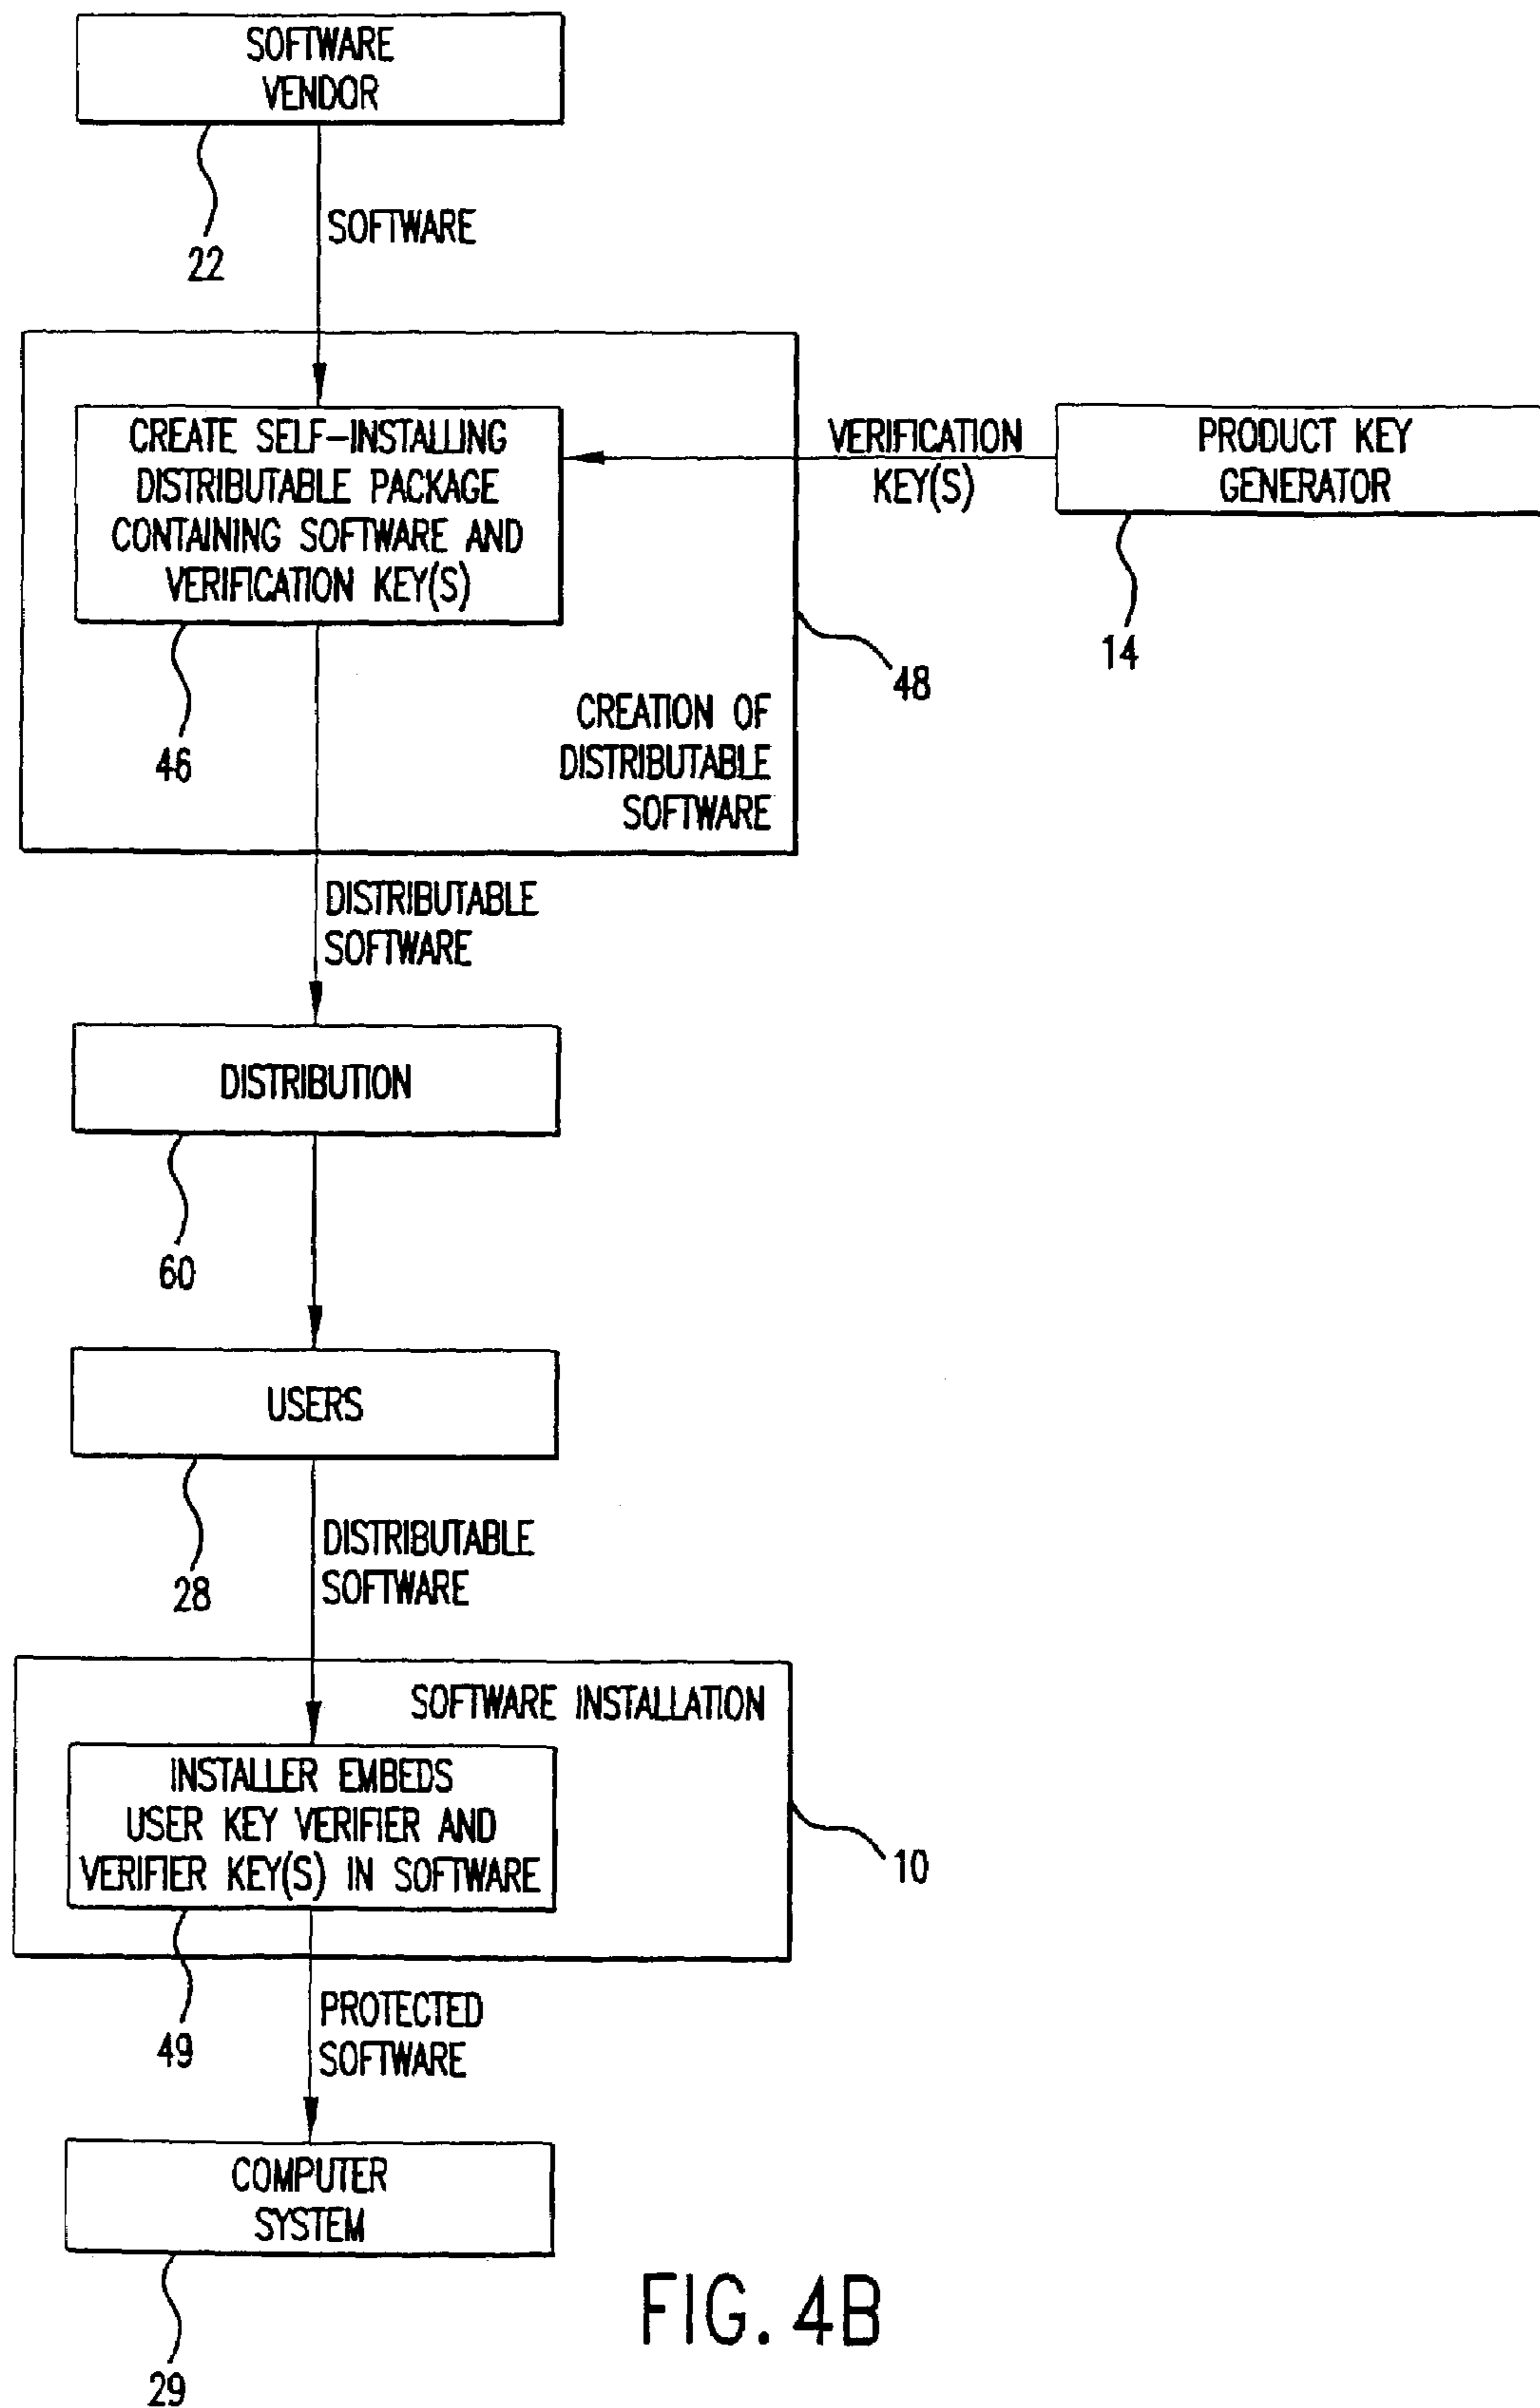 SOFTWARE
VENDOR
22
SOFTWARE
CREATE SELF-INSTALLING
DISTRIBUTABLE PACKAGE
CONTAINING SOFTWARE AND
VERIFICATION KEY(S)
46
VERIFICATION
KEY(S)
PRODUCT KEY
GENERATOR
14
48
CREATION OF
DISTRIBUTABLE
SOFTWARE
DISTRIBUTABLE
SOFTWARE
DISTRIBUTION
60
USERS
28
DISTRIBUTABLE
SOFTWARE
SOFTWARE INSTALLATION
INSTALLER EMBEDS
USER KEY VERIFIER AND
VERIFIER KEY(S) IN SOFTWARE
10
49
PROTECTED
SOFTWARE
COMPUTER
SYSTEM
29
FIG. 4B